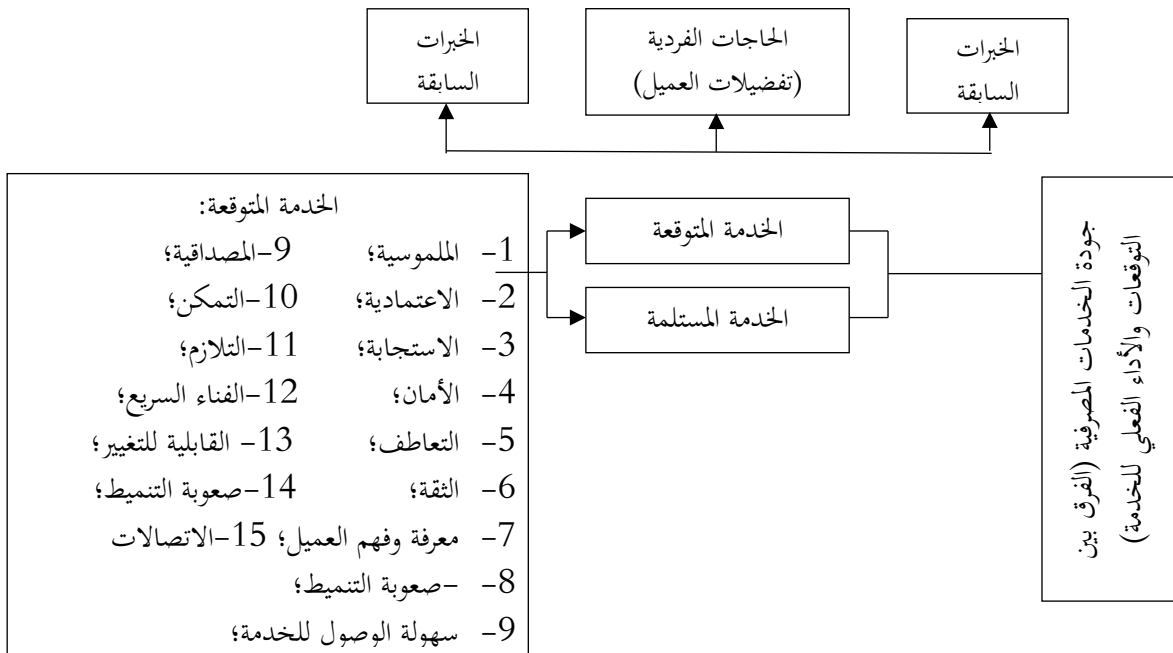 الخبرات
السابقة
الحاجات الفردية
(تفضيلات العميل)
الخبرات
السابقة
الخدمة المتوقعة:
1- الملموسية؛ 9-المصداقية؛
2- الاعتمادية؛ 10-التمكن؛
3- الاستجابة؛ 11-التلازم؛
4- الأمان؛ 12-الفناء السريع؛
5- التعاطف؛ 13- القابلية للتغيير؛
6- الثقة؛ 14-صعوبة التنميط؛
7- معرفة وفهم العميل؛ 15-الاتصالات
8- -صعوبة التنميط؛
9- سهولة الوصول للخدمة؛
الخدمة المتوقعة
الخدمة المستلمة
جودة الخدمات المصرفية (الفرق بين
التوقعات والأداء الفعلي للخدمة)